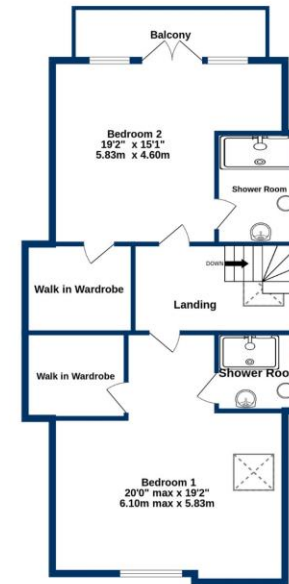 Balcony
Bedroom 2
19'2" x 15'1"
5.83m x 4.60m
Shower Room
DOWN
Walk in Wardrobe
Landing
Walk in Wardrobe
Shower Room
Bedroom 1
20'0" max x 19'2"
6.10m max x 5.83m